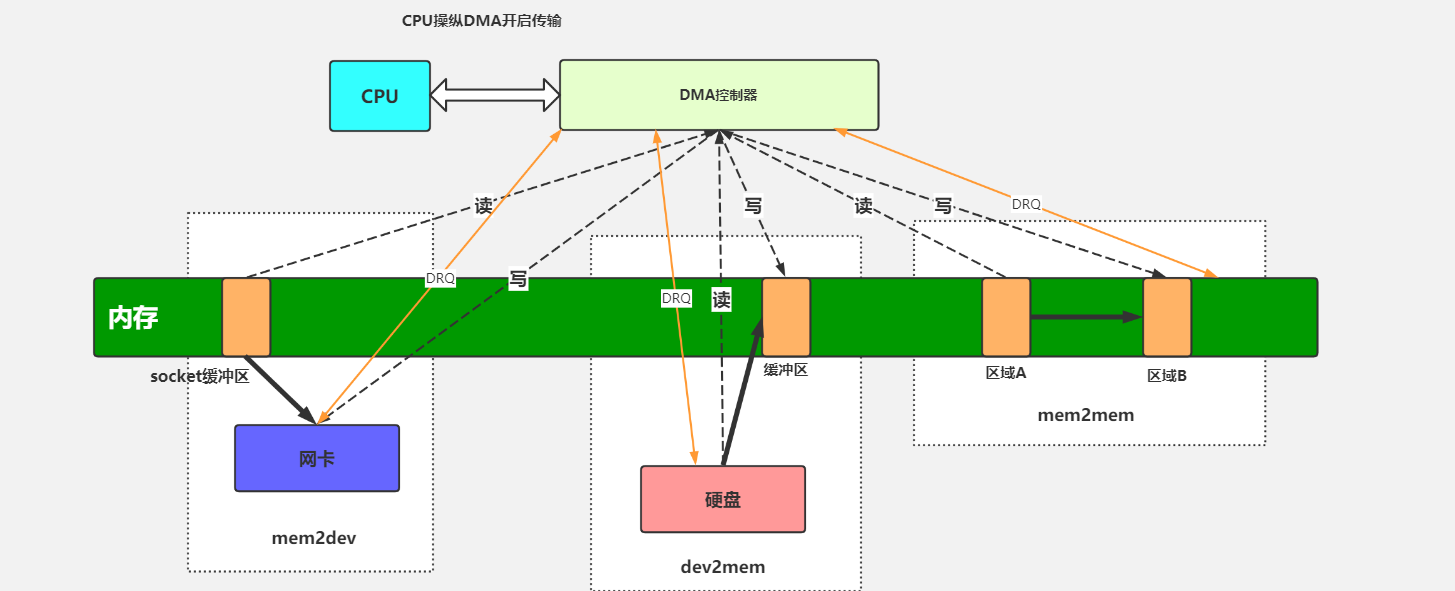 CPU操纵DMA开启传输
CPU
DMA控制器
读
写
读
写
DRQ
DRQ
写
DRQ
读
内存
socket缓冲区
缓冲区
区域A
区域B
mem2mem
网卡
硬盘
mem2dev
dev2mem